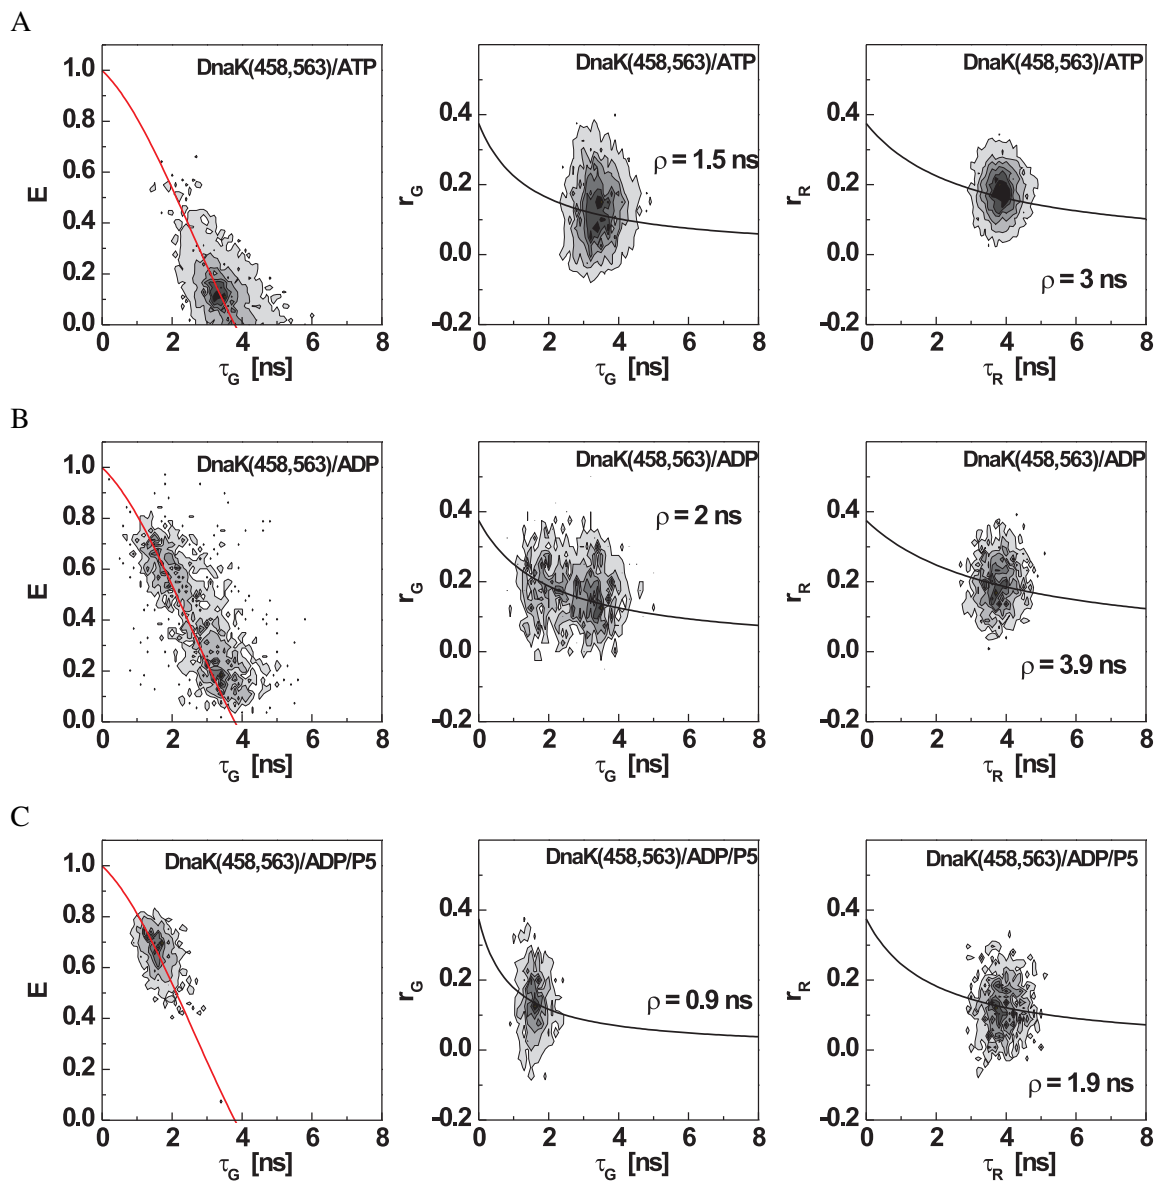 A
DnaK(458,563)/ATP
1.0
0.8
0.6
0.4
0.2
0.0
E
0 2 4 6 8
τG [ns]
DnaK(458,563)/ATP
0.4
0.2
0.0
-0.2
rG
ρ = 1.5 ns
0 2 4 6 8
τG [ns]
DnaK(458,563)/ATP
0.4
0.2
0.0
-0.2
rR
ρ = 3 ns
0 2 4 6 8
τR [ns]
B
DnaK(458,563)/ADP
1.0
0.8
0.6
0.4
0.2
0.0
E
0 2 4 6 8
τG [ns]
DnaK(458,563)/ADP
0.4
0.2
0.0
-0.2
rG
ρ = 2 ns
0 2 4 6 8
τG [ns]
DnaK(458,563)/ADP
0.4
0.2
0.0
-0.2
rR
ρ = 3.9 ns
0 2 4 6 8
τR [ns]
C
DnaK(458,563)/ADP/P5
1.0
0.8
0.6
0.4
0.2
0.0
E
0 2 4 6 8
τG [ns]
DnaK(458,563)/ADP/P5
0.4
0.2
0.0
-0.2
rG
ρ = 0.9 ns
0 2 4 6 8
τG [ns]
DnaK(458,563)/ADP/P5
0.4
0.2
0.0
-0.2
rR
ρ = 1.9 ns
0 2 4 6 8
τR [ns]